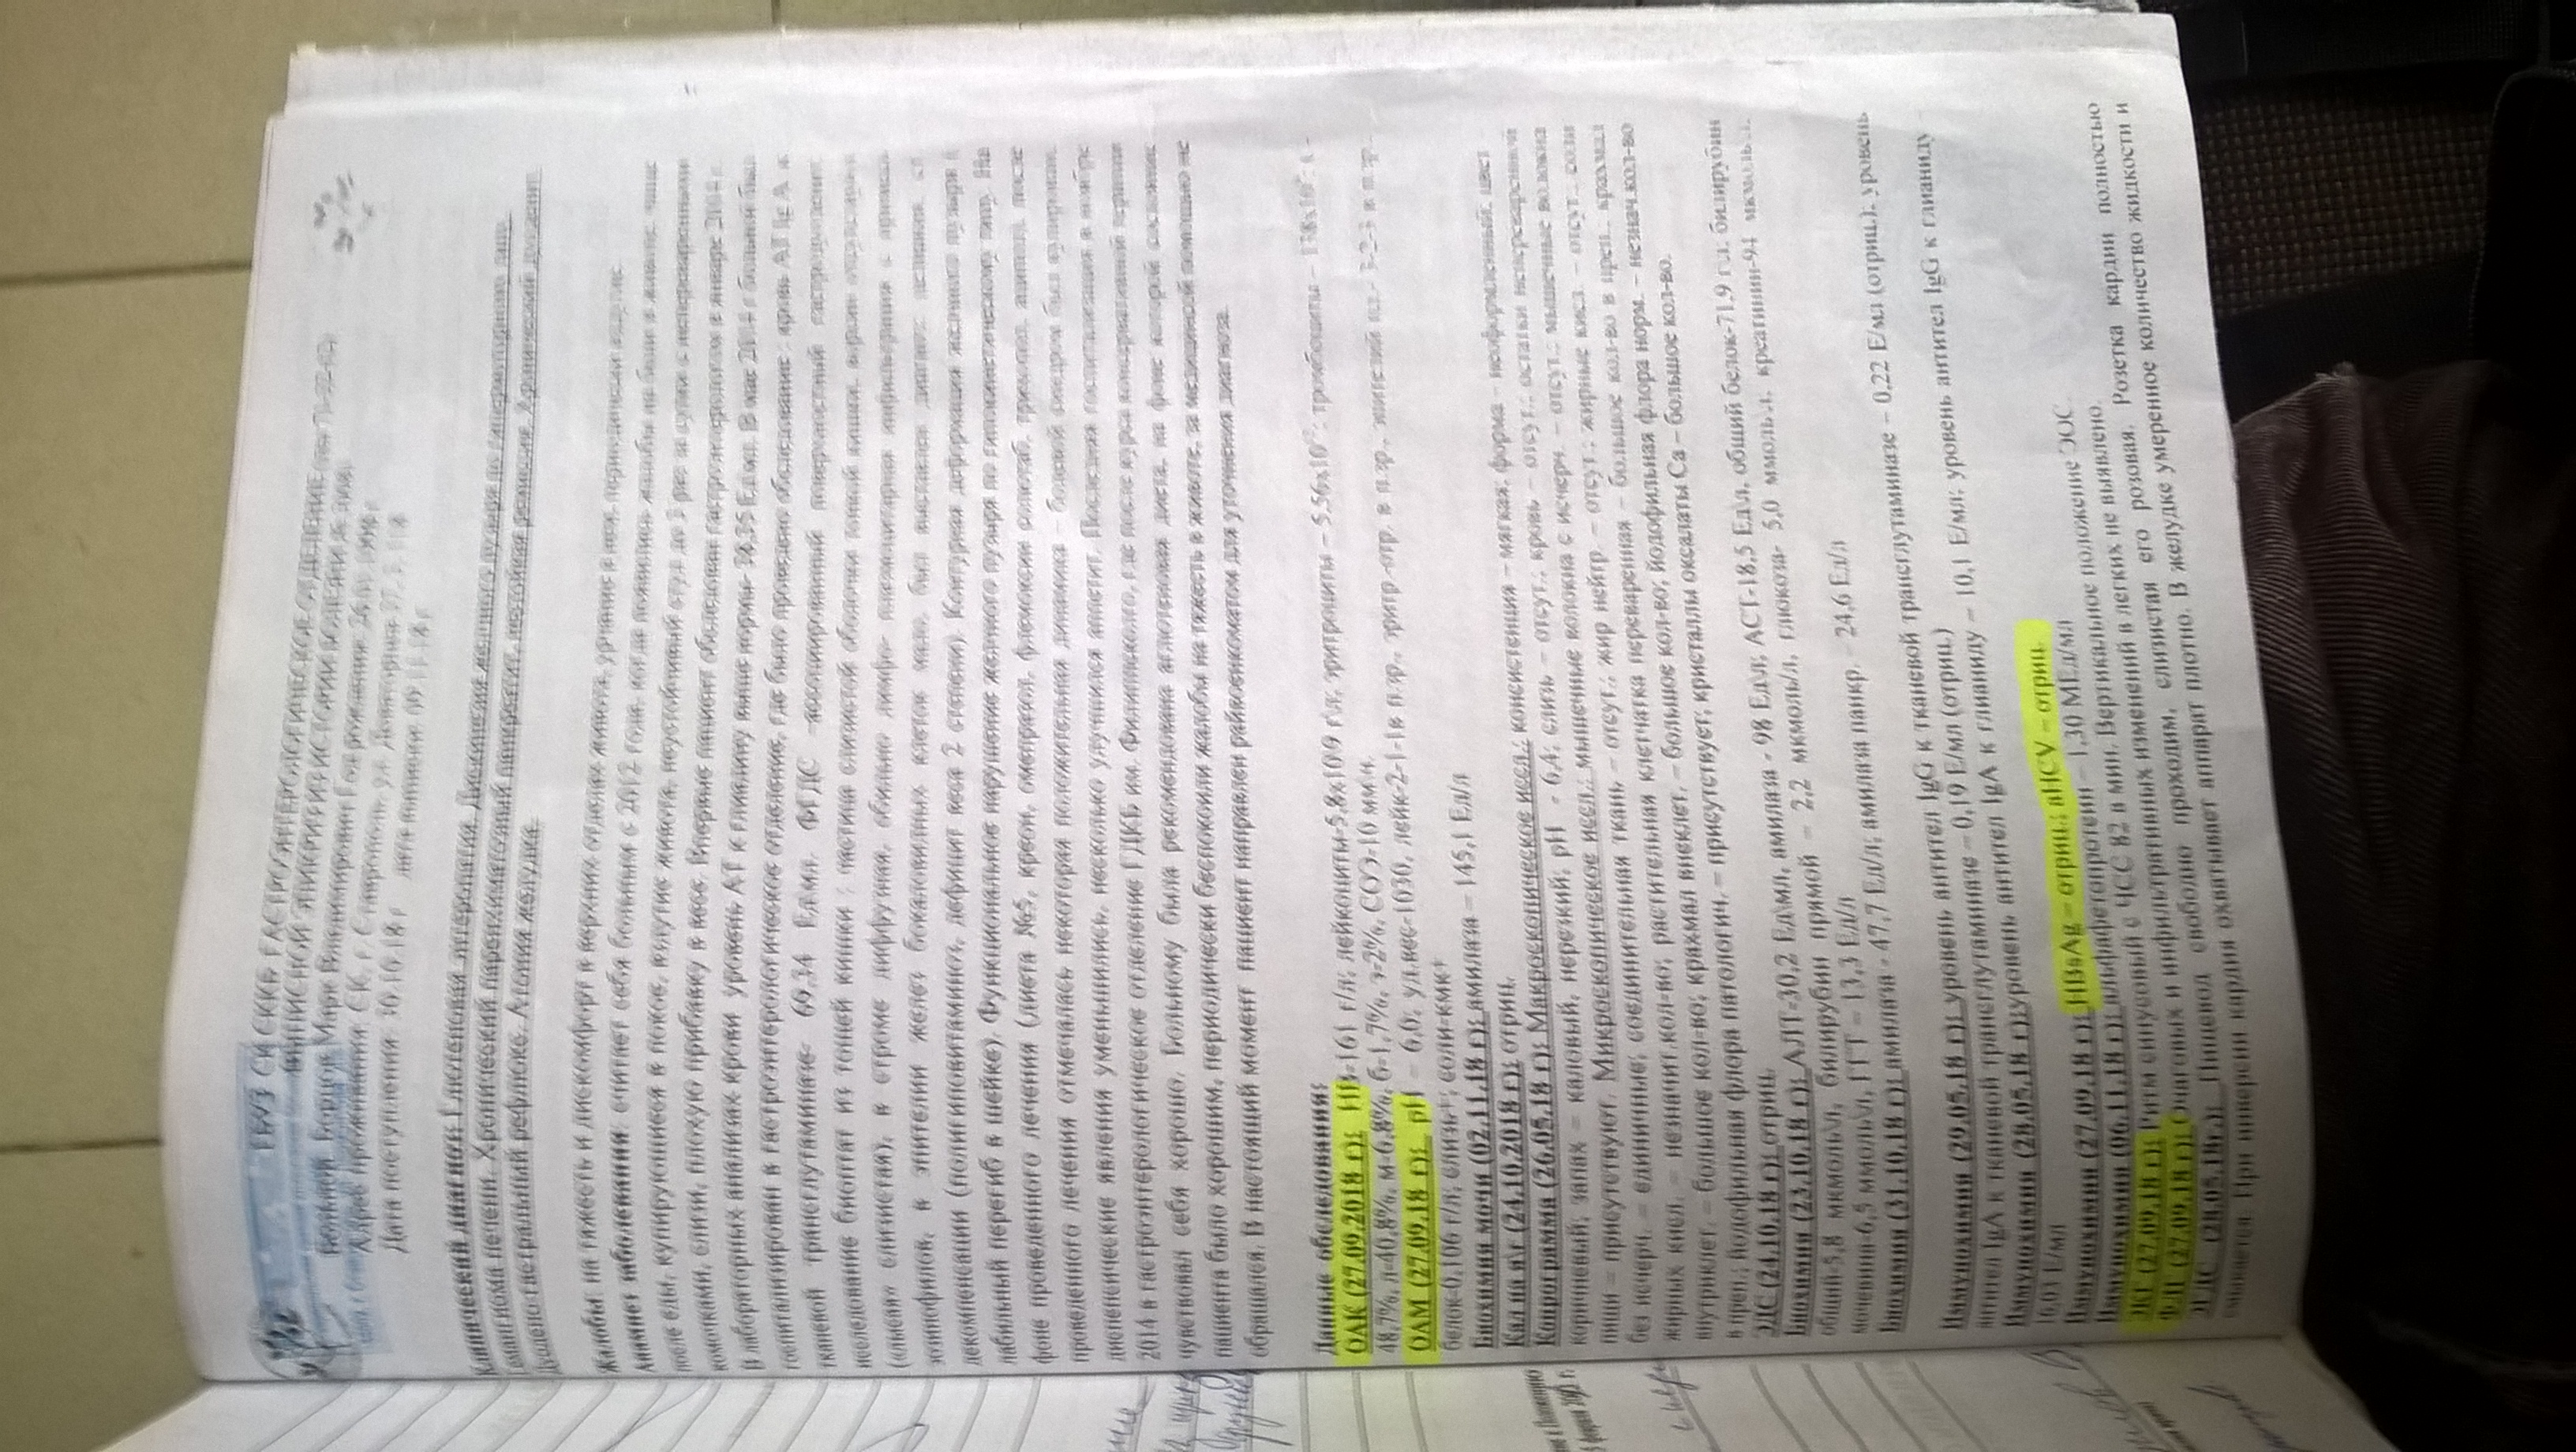 ГБУЗ СК СККБ ГАСТРОЭНТЕРОЛОГИЧЕСКОЕ ОТДЕЛЕНИЕ
ВЫПИСНОЙ ЭПИКРИЗ ИЗ ИСТОРИИ БОЛЕЗНИ №
Больной: Борцов Марк Владимирович Год рождения:
Адрес проживания: СК, г. Ставрополь, ул. Доваторцев
Дата поступления: 30.10.18 г дата выписки: 09.11.18 г
Клинический диагноз: Глютеновая энтеропатия. Дискинезия желчного пузыря по гипермоторному типу.
Гемангиома печени. Хронический паренхиматозный панкреатит, нестойкая ремиссия. Хронический дуоденит.
Дуодено-гастральный рефлюкс. Атония желудка.
Жалобы: на тяжесть и дискомфорт в верхних отделах живота, урчание в нем, периодически вздутие.
Анамнез заболевания: считает себя больным с 2012 года, когда появились жалобы на боли в животе, чаще
после еды, купирующиеся в покое, вздутие живота, неустойчивый стул до 3 раз за сутки с непереваренными
комочками, слизи, плохую прибавку в весе. Впервые пациент обследован гастроэнтерологом в январе 2014 г.
В лабораторных анализах крови уровень АТ к глиадину выше нормы- 38,35 Ед\мл. В мае 2014 г больной был
госпитализирован в гастроэнтерологическое отделение, где было проведено обследование : кровь АТ Ig A к
тканевой трансглутаминазе- 69,34 Ед\мл. ФГДС -ассоциированный поверхностный гастродуоденит,
исследование биоптат из тощей кишки : частица слизистой оболочки тонкой кишки, ворсин отсутствуют
(«лысая» слизистая), в строме диффузная, обильно лимфо- плазмоцитарная инфильтрация с примесью
эозинофилов, в эпителии желез бокаловидных клеток мало, был выставлен диагноз: целиакия, ст.
декомпенсации (полигиповитаминоз, дефицит веса 2 степени). Контурная деформация желчного пузыря (
лабильный перегиб в шейке). Функциональное нарушение желчного пузыря по гипокинетическому типу. На
фоне проведенного лечения (диета №5, креон, омепразол, флемоксин солютаб, трихопол, ), после
проведенного лечения отмечалась некоторая положительная динамика – болевой синдром был купирован,
диспепсические явления уменьшились, несколько улучшился аппетит. Последняя госпитализация в ноябре
2014 в гастроэнтерологическое отделение ГДКБ им. Филиппского, где после курса консервативной терапии
чувствовал себя хорошо. Больному была рекомендована аглютеновая диета, на фоне которой состояние
пациента было хорошим, периодически беспокоили жалобы на тяжесть в животе, за медицинской помощью не
обращался. В настоящий момент пациент направлен райвоенкоматом для уточнения диагноза.
Данные обследования:
ОАК (27.09.2018 г): НВ-161 г/л; лейкоциты-5,8х10\9 г\л; эритроциты – 5,56х10¹²; тромбоциты – 138х10⁹; с -
48,7%, л=40,8%, м=6,8%, б=1,7%, э=2%, СОЭ-10 мм\ч.
ОАМ (27.09.18 г): pH – 6,0; уд.вес-1030, лейк-2-1-1в п.зр., эритр.-отр. в п.зр., эпителий пл.- 3-2-3 в п.зр.,
белок-0,106 г/л; слизь+; соли-кмк+
Биохимия мочи (02.11.18 г): амилаза – 145,1 Ед/л
Кал на я\г (24.10.2018 г): отриц.
Копрограмма (26.05.18 г): Макроскопическое иссл.: консистенция – мягкая; форма – неоформленный; цвет –
коричневый; запах – каловый, нерезкий; pH - 6,4; слизь – отсут.; кровь – отсут.; остатки непереваренной
пищи – присутствуют. Микроскопическое иссл.: мышечные волокна с исчерч. – отсут.; мышечные волокна
без исчерч. – единичные; соединительная ткань – отсут.; жир нейтр. – отсут.; жирные кисл. – отсут.; соли
жирных кисл. – незначит.кол-во; растительная клетчатка переваренная – большое кол-во в преп.; крахмал
внутриклет. – большое кол-во; крахмал внеклет. – большое кол-во; йодофильная флора норм. – незнач.кол-во
в преп.; йодофильная флора патологич. – присутствует; кристаллы оксалаты Са – большое кол-во.
ЭДС (24.10.18 г): отриц.
Биохимия (23.10.18 г): АЛТ-30,2 Ед\мл, амилаза - 98 Ед\л; АСТ-18,5 Ед\л, общий белок-71,9 г\л; билирубин
общий-5,8 мкмоль\л, билирубин прямой – 2,2 мкмоль/л, глюкоза- 5,0 ммоль\л, креатинин-94 мкмоль\л,
мочевина-6,5 ммоль\л, ГГТ – 13,3 Ед/л
Биохимия (31.10.18 г): амилаза - 47,7 Ед/л; амилаза панкр. – 24,6 Ед/л
Иммунохимия (29.05.18 г): уровень антител IgG к тканевой трансглутаминазе – 0,22 Е/мл (отриц.); уровень
антител IgA к тканевой трансглутаминазе – 0,19 Е/мл (отриц.)
Иммунохимия (28.05.18 г):уровень антител IgA к глианиду – 10,1 Е/мл; уровень антител IgG к глианиду –
16,03 Е/мл
Иммунохимия (27.09.18 г): HBsAg – отриц.; аHCV – отриц.
Иммунохимия (06.11.18 г): альфафетопротеин – 1,30 МЕд/мл
ЭКГ (27.09.18 г): Ритм синусовый с ЧСС 82 в мин. Вертикальное положение ЭОС.
ФЛГ (27.09.18 г): Очаговых и инфильтративных изменений в легких не выявлено.
ЭГДС (28.05.18г.): Пищевод свободно проходим, слизистая его розовая. Розетка кардии полностью
смыкается. При инверсии кардия охватывает аппарат плотно. В желудке умеренное количество жидкости и